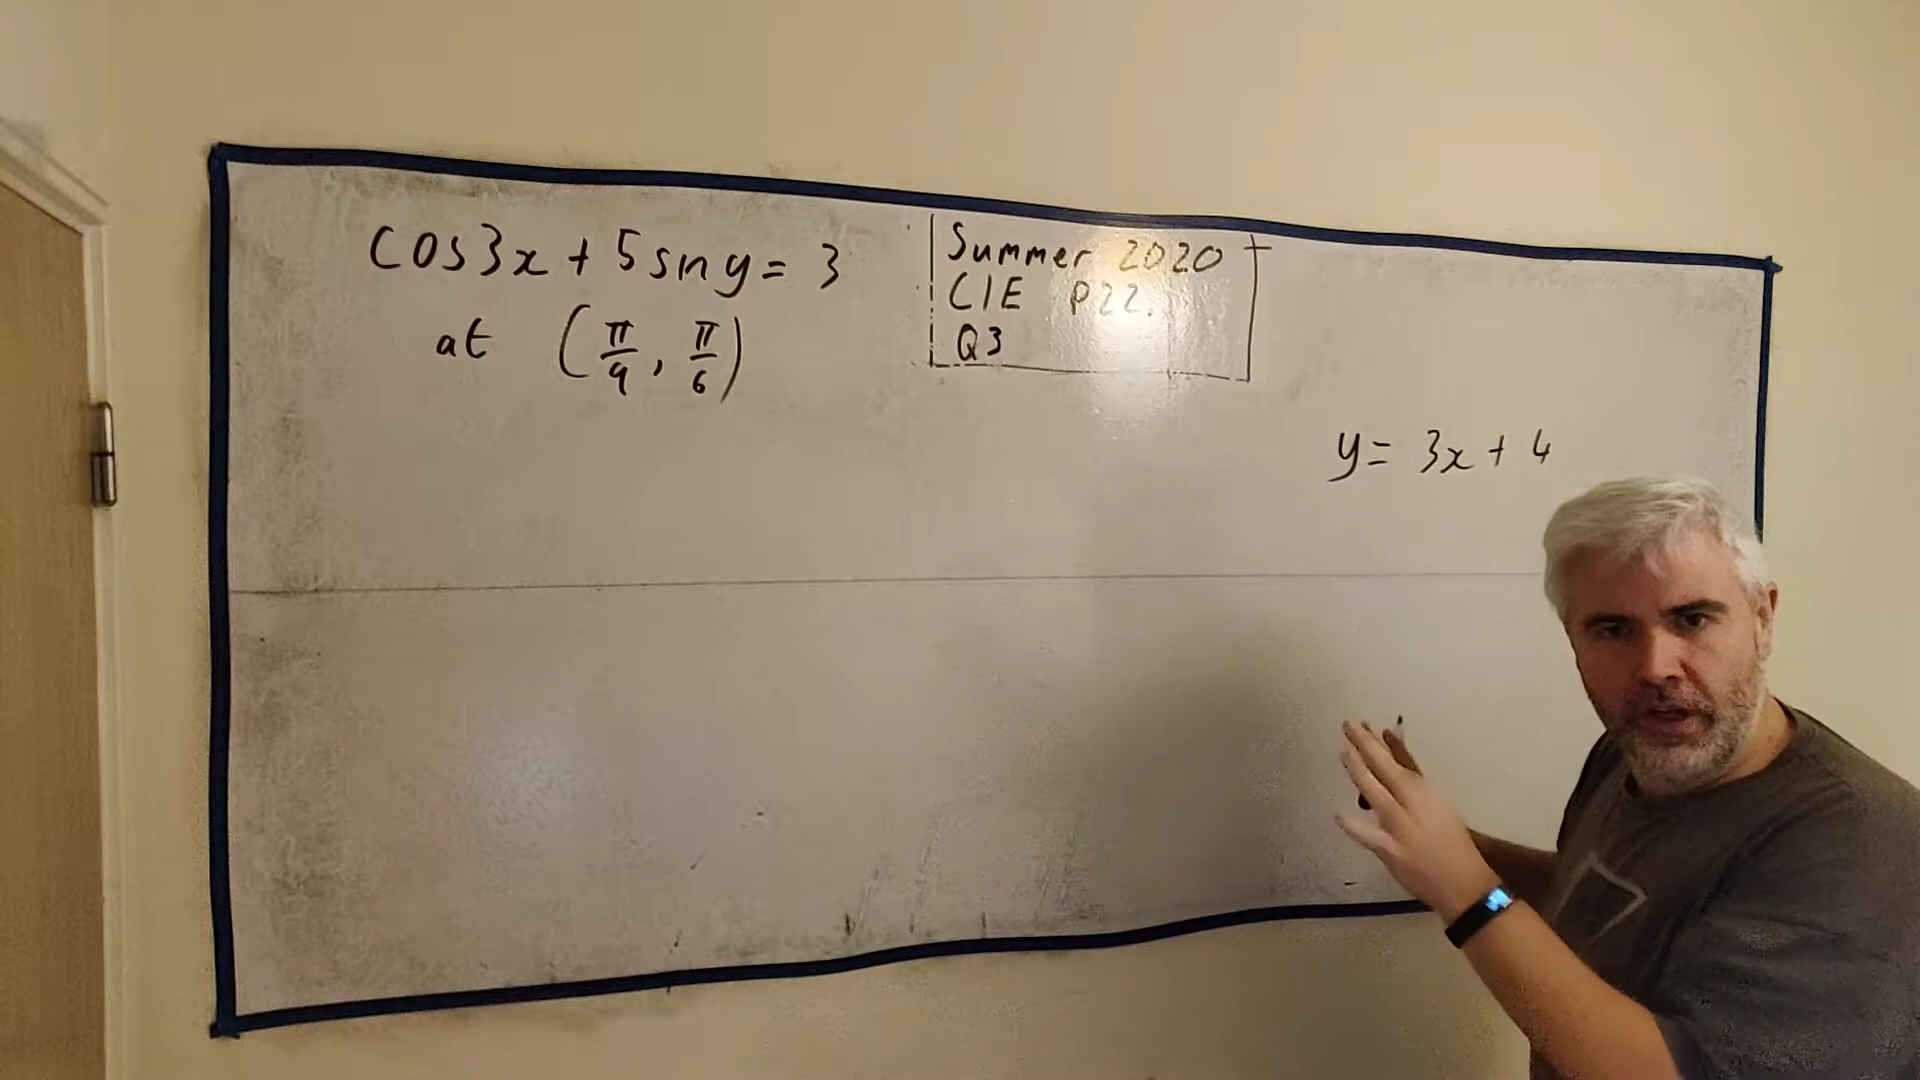 cos3x + 5sny = 3
at (π/9, π/6)
Summer 2020
CIE P22.
Q3
y = 3x + 4